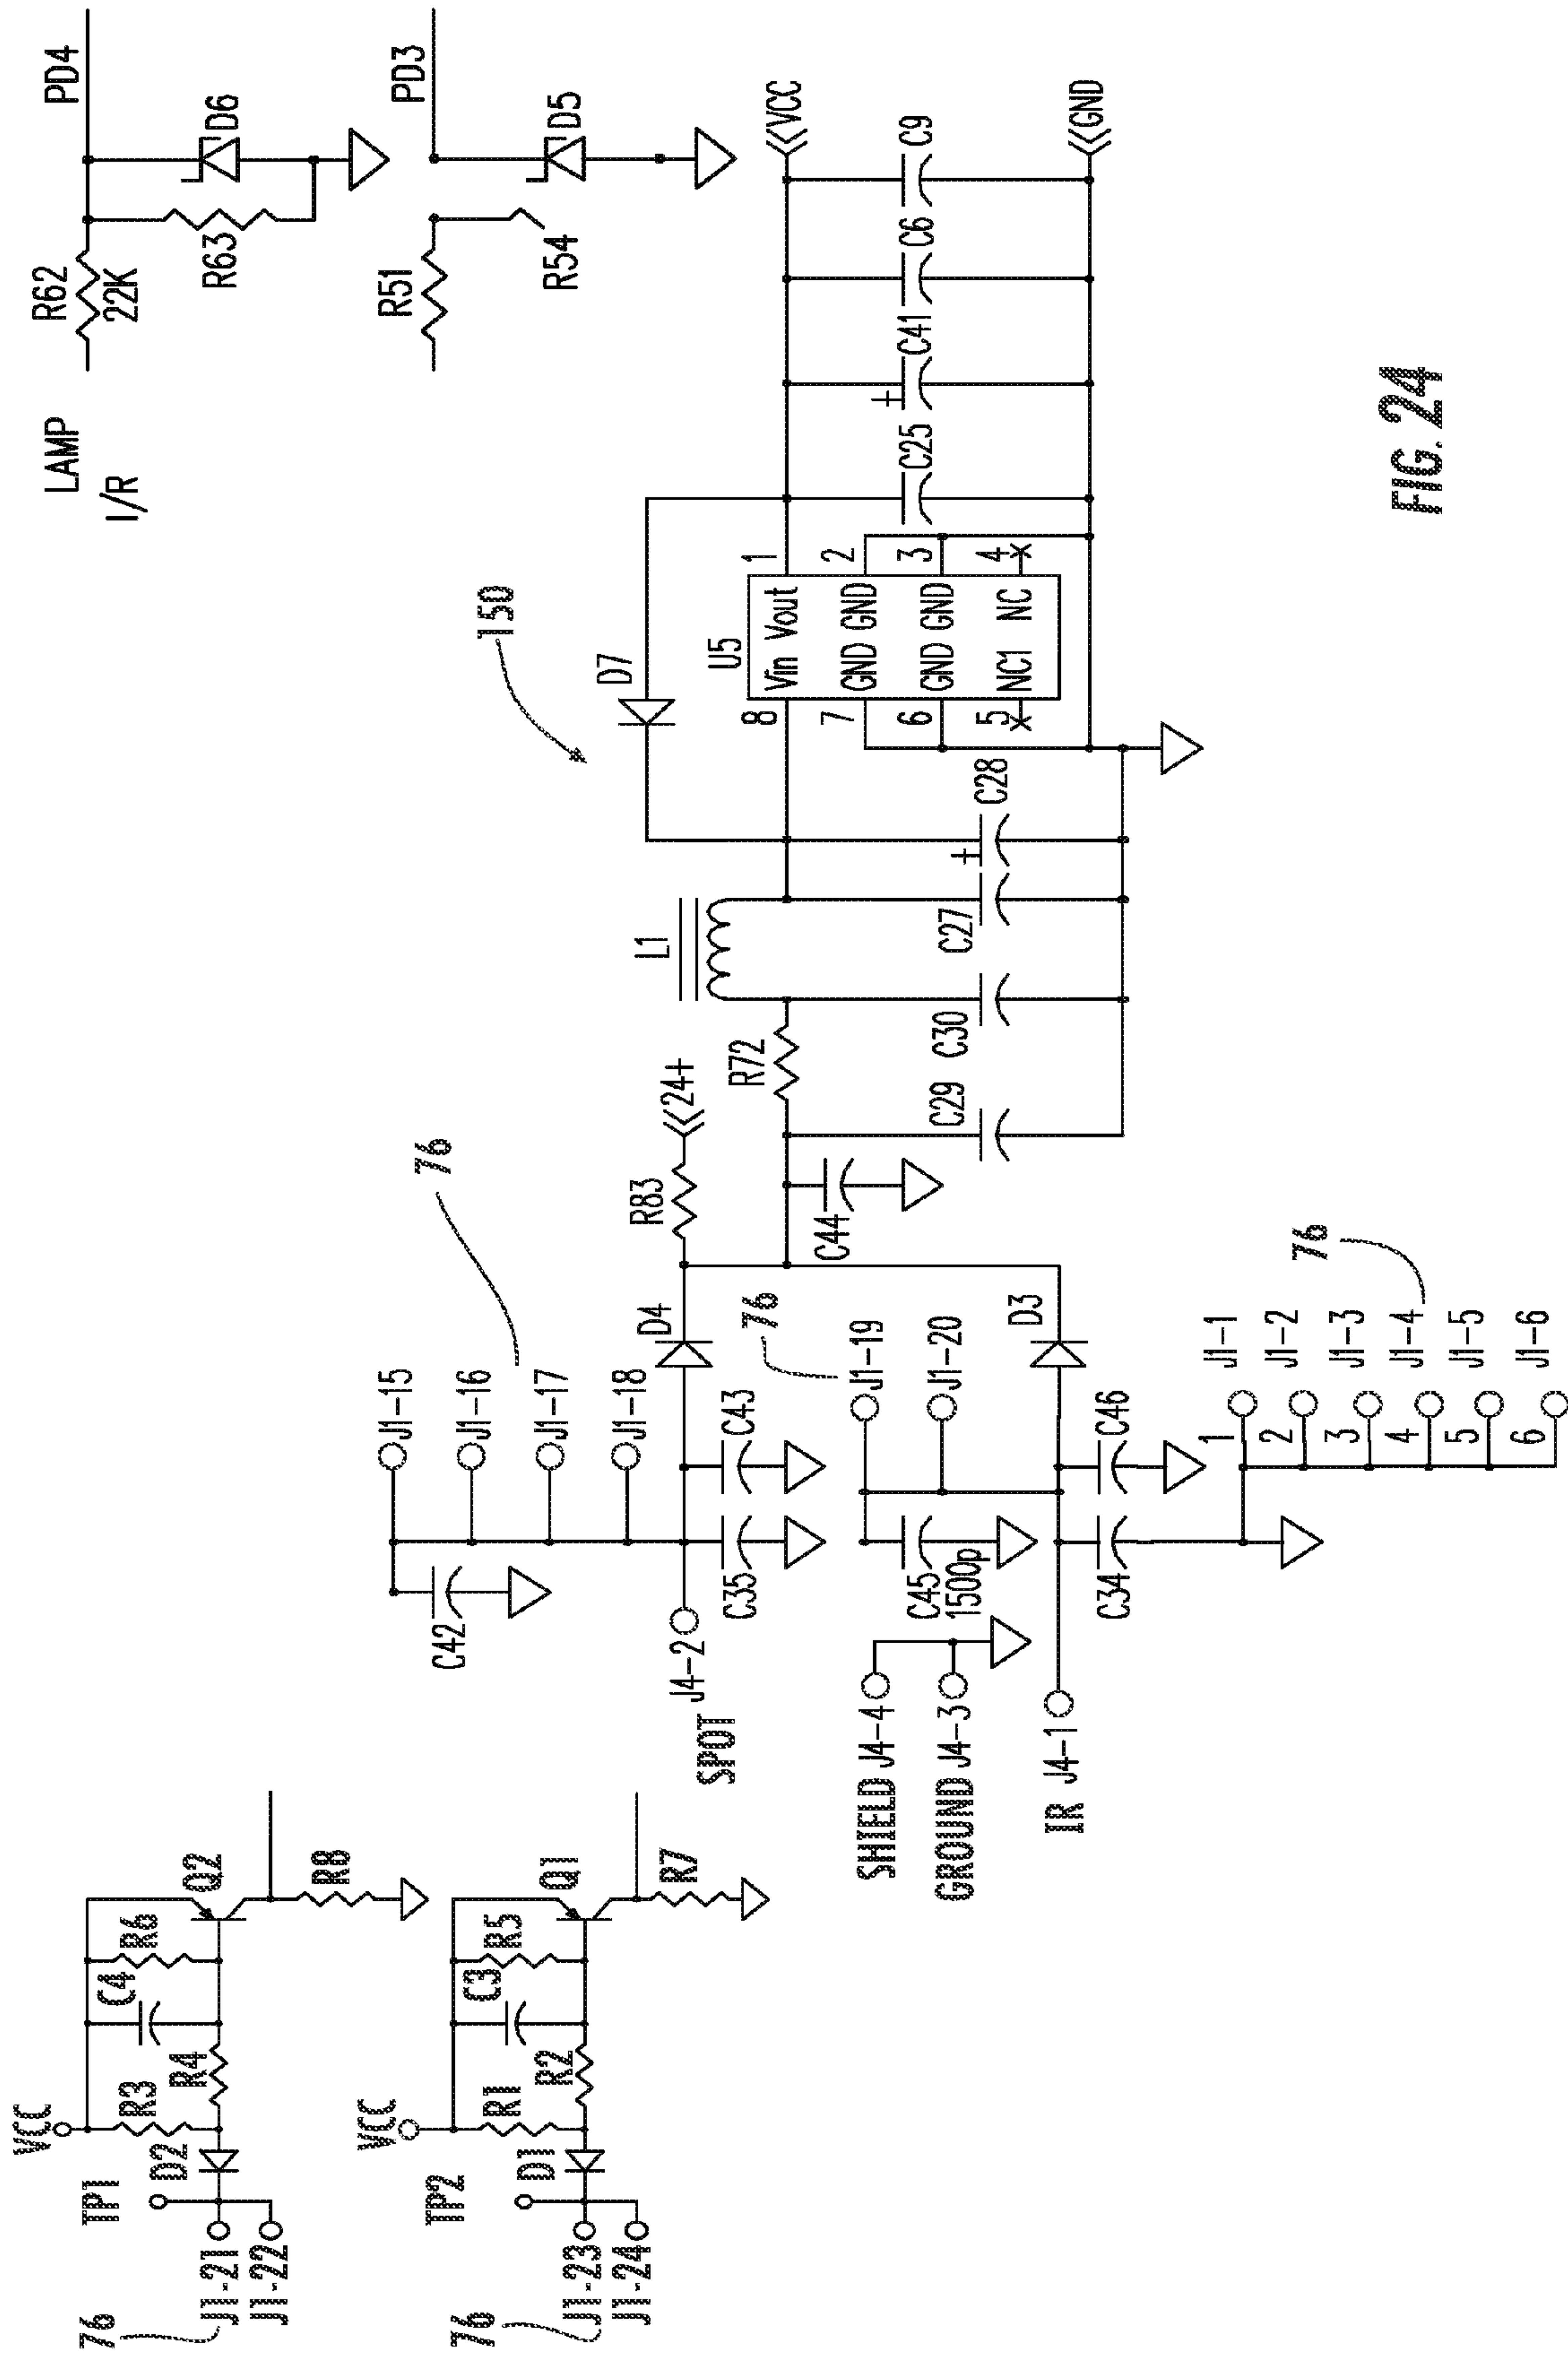 LAMP
I/R
R62
22K
PD4
R63
D6
R51
PD3
R54
D5
VCC
TP1
D2
R3
R4
C4
R6
Q2
R8
J1-21
J1-22
76
VCC
TP2
D1
R1
R2
C3
R5
Q1
R7
J1-23
J1-24
76
C42
J1-15
J1-16
J1-17
J1-18
76
J4-2
SPOT
C35
C43
D4
R83
24+
SHIELD J4-4
GROUND J4-3
IR J4-1
C45
1500p
J1-19
J1-20
76
C34
C46
D3
1 J1-1
2 J1-2
3 J1-3
4 J1-4
5 J1-5
6 J1-6
76
C44
R72
C29
C30
L1
C27
+
C28
D7
150
U5
8 Vin Vout 1
7 GND GND 2
6 GND GND 3
5 NC1 NC 4
C25
+
C41
C6
C9
VCC
GND
FIG. 24